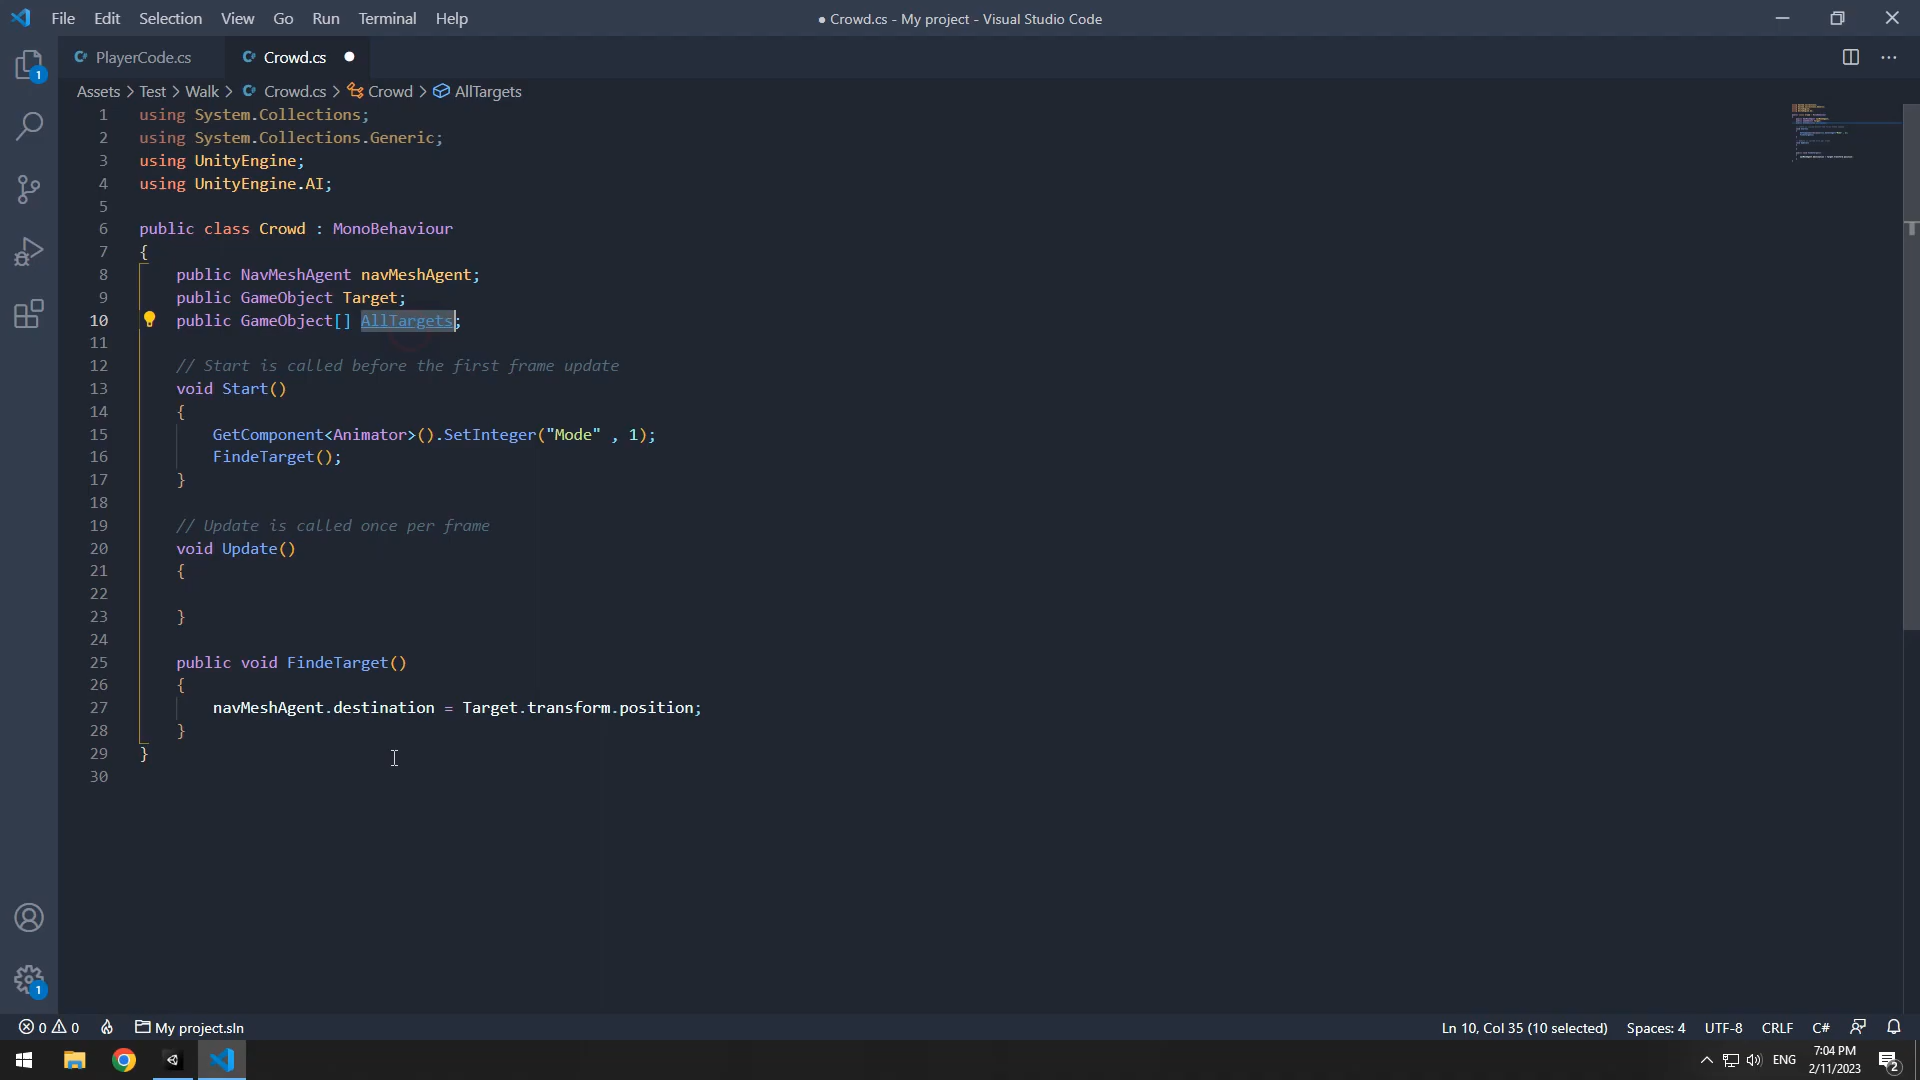 File Edit Selection View Go Run Terminal Help
● Crowd.cs - My project - Visual Studio Code
PlayerCode.cs
Crowd.cs
Assets > Test > Walk > Crowd.cs > Crowd > AllTargets
1 using System.Collections;
2 using System.Collections.Generic;
3 using UnityEngine;
4 using UnityEngine.AI;
5
6 public class Crowd : MonoBehaviour
7 {
8 public NavMeshAgent navMeshAgent;
9 public GameObject Target;
10 public GameObject[] AllTargets;
11
12 // Start is called before the first frame update
13 void Start()
14 {
15 GetComponent<Animator>().SetInteger("Mode" , 1);
16 FindeTarget();
17 }
18
19 // Update is called once per frame
20 void Update()
21 {
22
23 }
24
25 public void FindeTarget()
26 {
27 navMeshAgent.destination = Target.transform.position;
28 }
29 }
30
1
1
0 0
My project.sln
Ln 10, Col 35 (10 selected)
Spaces: 4
UTF-8
CRLF
C#
ENG
7:04 PM
2/11/2023
2